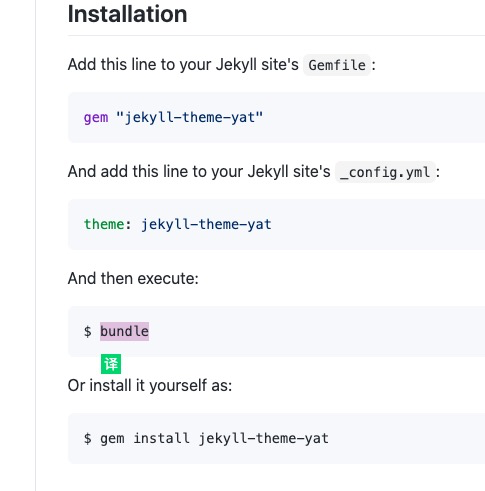 Installation
Add this line to your Jekyll site's Gemfile:
gem "jekyll-theme-yat"
And add this line to your Jekyll site's _config.yml:
theme: jekyll-theme-yat
And then execute:
$ bundle
译
Or install it yourself as:
$ gem install jekyll-theme-yat